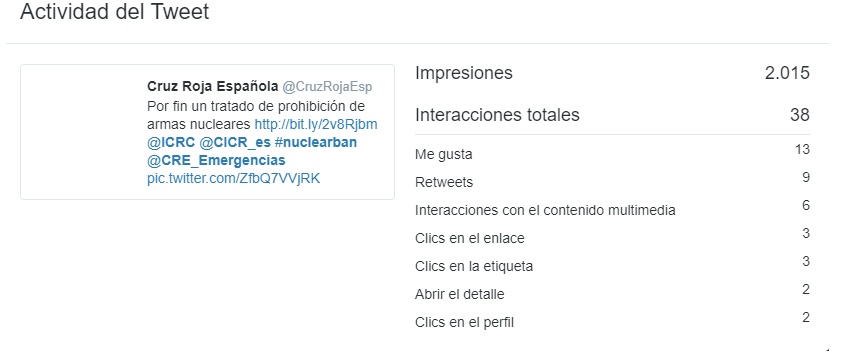 Actividad del Tweet
Cruz Roja Española @CruzRojaEsp
Por fin un tratado de prohibición de
armas nucleares http://bit.ly/2v8Rjbm
@ICRC @CICR_es #nuclearban
@CRE_Emergencias
pic.twitter.com/ZfbQ7VVjRK
Impresiones 2.015
Interacciones totales 38
Me gusta 13
Retweets 9
Interacciones con el contenido multimedia 6
Clics en el enlace 3
Clics en la etiqueta 3
Abrir el detalle 2
Clics en el perfil 2